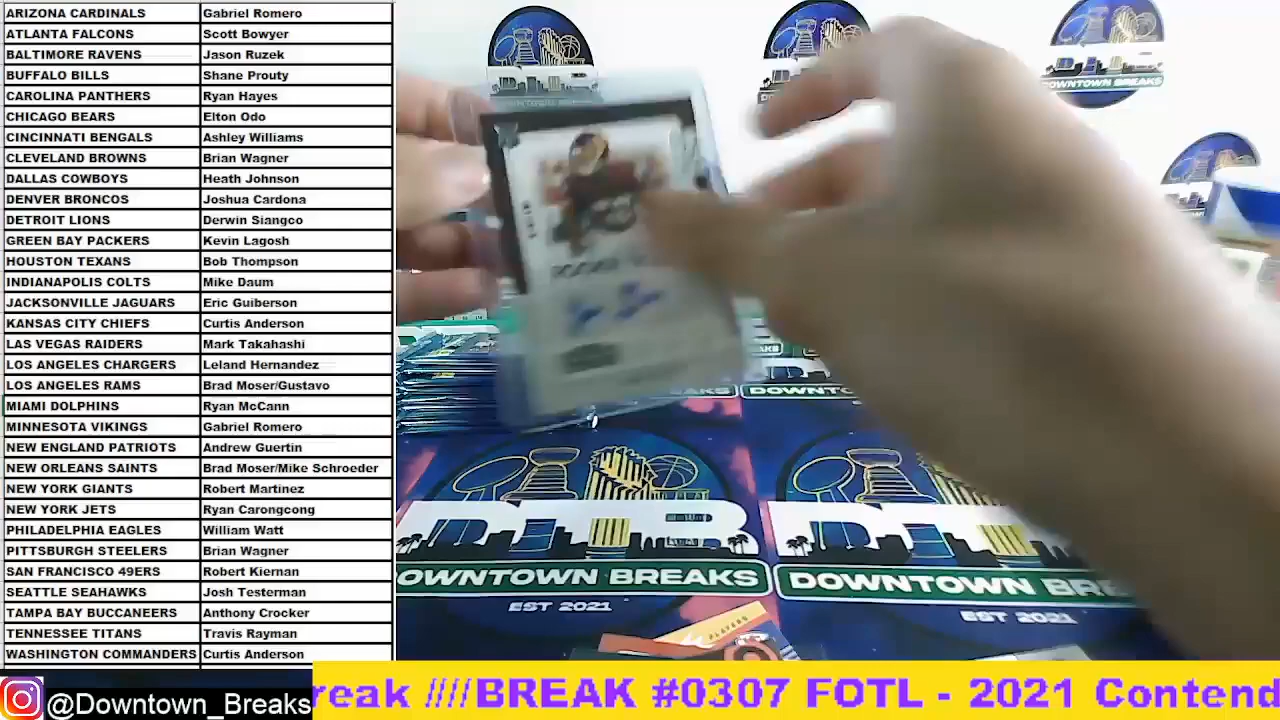 ARIZONA CARDINALS Gabriel Romero
ATLANTA FALCONS Scott Bowyer
BALTIMORE RAVENS Jason Ruzek
BUFFALO BILLS Shane Prouty
CAROLINA PANTHERS Ryan Hayes
CHICAGO BEARS Elton Odo
CINCINNATI BENGALS Ashley Williams
CLEVELAND BROWNS Brian Wagner
DALLAS COWBOYS Heath Johnson
DENVER BRONCOS Joshua Cardona
DETROIT LIONS Derwin Siangco
GREEN BAY PACKERS Kevin Lagosh
HOUSTON TEXANS Bob Thompson
INDIANAPOLIS COLTS Mike Daum
JACKSONVILLE JAGUARS Eric Guiberson
KANSAS CITY CHIEFS Curtis Anderson
LAS VEGAS RAIDERS Mark Takahashi
LOS ANGELES CHARGERS Leland Hernandez
LOS ANGELES RAMS Brad Moser/Gustavo
MIAMI DOLPHINS Ryan McCann
MINNESOTA VIKINGS Gabriel Romero
NEW ENGLAND PATRIOTS Andrew Guertin
NEW ORLEANS SAINTS Brad Moser/Mike Schroeder
NEW YORK GIANTS Robert Martinez
NEW YORK JETS Ryan Carongcong
PHILADELPHIA EAGLES William Watt
PITTSBURGH STEELERS Brian Wagner
SAN FRANCISCO 49ERS Robert Kiernan
SEATTLE SEAHAWKS Josh Testerman
TAMPA BAY BUCCANEERS Anthony Crocker
TENNESSEE TITANS Travis Rayman
WASHINGTON COMMANDERS Curtis Anderson
DOWNTOWN BREAKS
DOWNTOWN BREAKS
OWNTOWN BREAKS
EST 2021
DOWNTOWN BRE
EST 2021
PLAYERS
@Downtown_Breaks
reak ////BREAK #0307 FOTL - 2021 Contend